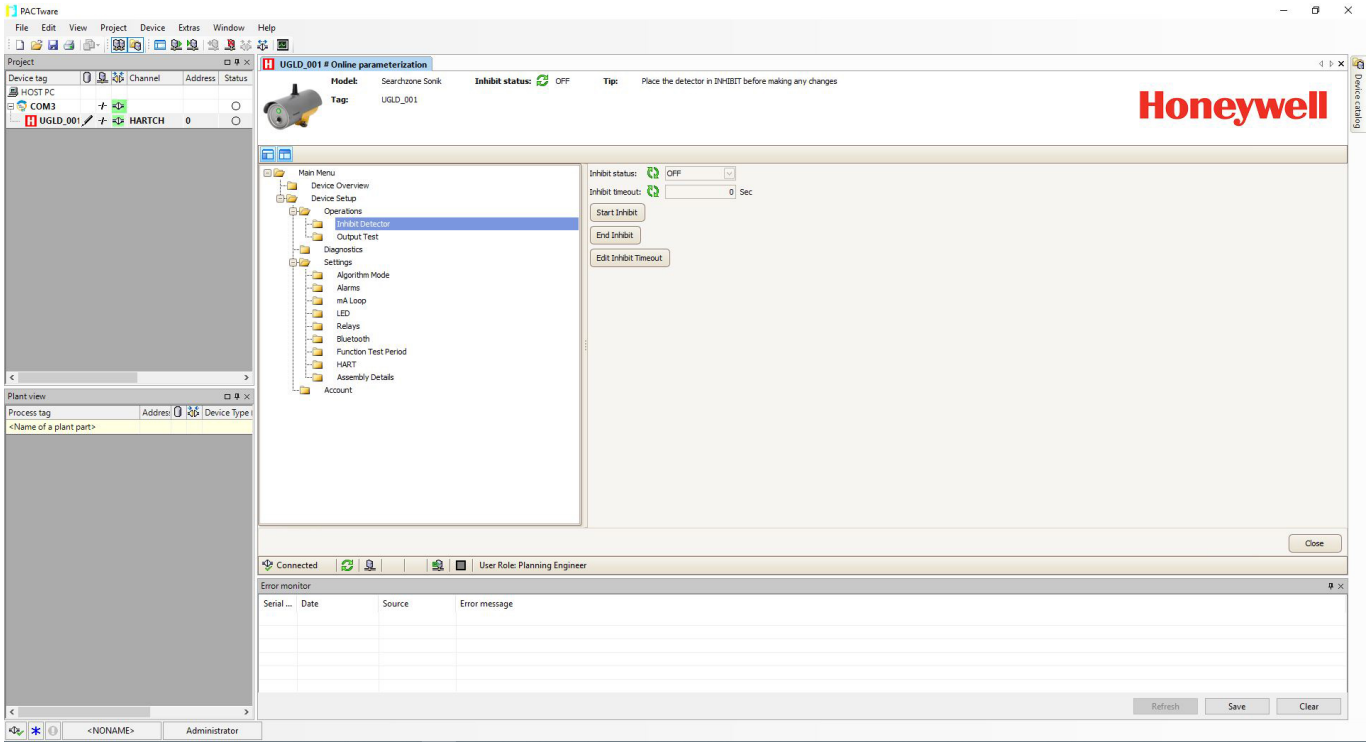 PACTware
File Edit View Project Device Extras Window Help
Project
Device tag Channel Address Status
HOST PC
COM3
UGLD_001 HARTCH 0
Plant view
Process tag Device Type
<Name of a plant part>
<NONAME> Administrator
UGLD_001 # Online parameterization
Model: Searchzone Sonik Inhibit status: OFF Tip: Place the detector in INHIBIT before making any changes
Tag: UGLD_001
Honeywell
Device catalog
Main Menu
Device Overview
Device Setup
Operations
Inhibit Detector
Output Test
Diagnostics
Settings
Algorithm Mode
Alarms
mA Loop
LED
Relays
Bluetooth
Function Test Period
HART
Assembly Details
Account
Inhibit status: OFF
Inhibit timeout: 0 Sec
Start Inhibit
End Inhibit
Edit Inhibit Timeout
Close
Connected User Role: Planning Engineer
Error monitor
Serial ... Date Source Error message
Refresh Save Clear